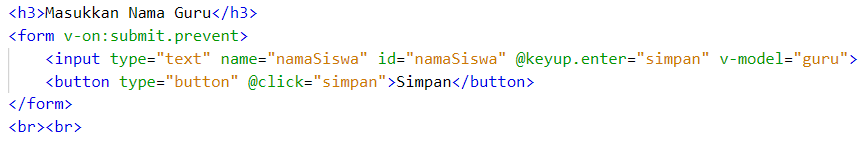 <h3>Masukkan Nama Guru</h3>
<form v-on:submit.prevent>
<input type="text" name="namaSiswa" id="namaSiswa" @keyup.enter="simpan" v-model="guru">
<button type="button" @click="simpan">Simpan</button>
</form>
<br><br>